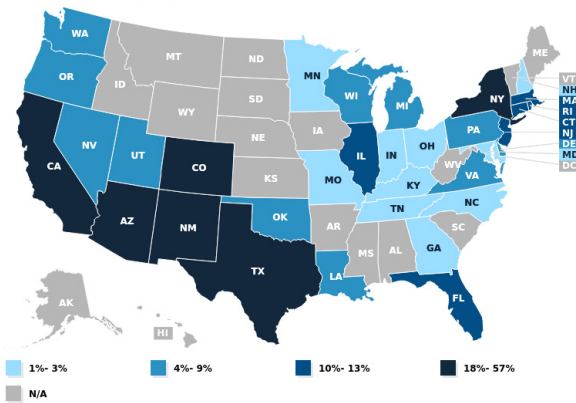 WA
MT
ND
MN
ME
OR
ID
SD
WI
MI
NY
VT
NH
MA
RI
CT
NJ
DE
MD
DC
WY
NE
IA
PA
NV
UT
CO
KS
IL
IN
OH
WV
VA
CA
MO
KY
NC
TN
AZ
NM
OK
AR
SC
MS
AL
GA
TX
LA
FL
AK
HI
1%- 3%
4%- 9%
10%- 13%
18%- 57%
N/A